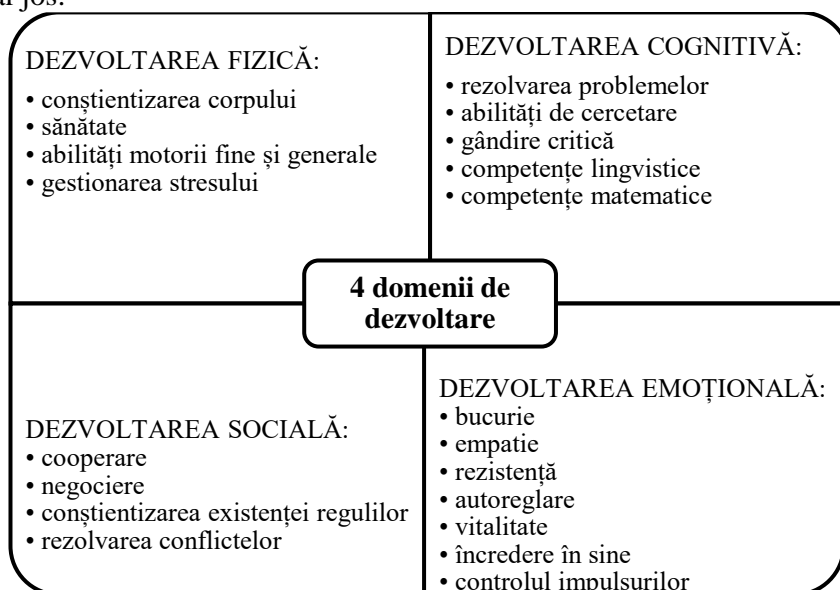 DEZVOLTAREA FIZICĂ:
• conștientizarea corpului
• sănătate
• abilități motorii fine și generale
• gestionarea stresului
DEZVOLTAREA COGNITIVĂ:
• rezolvarea problemelor
• abilități de cercetare
• gândire critică
• competențe lingvistice
• competențe matematice
4 domenii de
dezvoltare
DEZVOLTAREA SOCIALĂ:
• cooperare
• negociere
• conștientizarea existenței regulilor
• rezolvarea conflictelor
DEZVOLTAREA EMOȚIONALĂ:
• bucurie
• empatie
• rezistență
• autoreglare
• vitalitate
• încredere în sine
• controlul impulsurilor